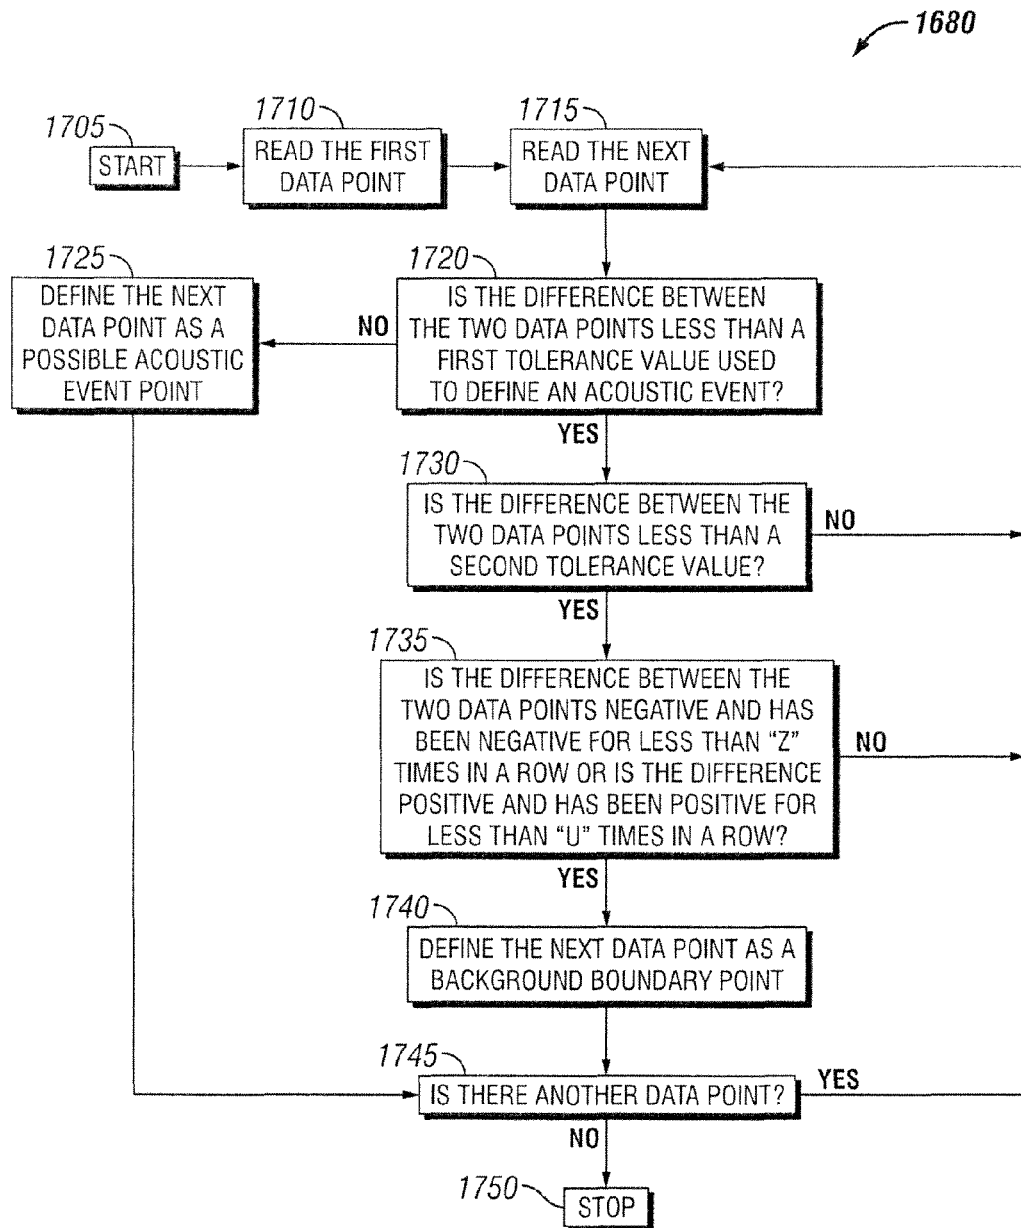 1680
1705
START
1710
READ THE FIRST
DATA POINT
1715
READ THE NEXT
DATA POINT
1720
IS THE DIFFERENCE BETWEEN
THE TWO DATA POINTS LESS THAN A
FIRST TOLERANCE VALUE USED
TO DEFINE AN ACOUSTIC EVENT?
NO
1725
DEFINE THE NEXT
DATA POINT AS A
POSSIBLE ACOUSTIC
EVENT POINT
YES
1730
IS THE DIFFERENCE BETWEEN THE
TWO DATA POINTS LESS THAN A
SECOND TOLERANCE VALUE?
NO
YES
1735
IS THE DIFFERENCE BETWEEN THE
TWO DATA POINTS NEGATIVE AND HAS
BEEN NEGATIVE FOR LESS THAN “Z”
TIMES IN A ROW OR IS THE DIFFERENCE
POSITIVE AND HAS BEEN POSITIVE FOR
LESS THAN “U” TIMES IN A ROW?
NO
YES
1740
DEFINE THE NEXT DATA POINT AS A
BACKGROUND BOUNDARY POINT
1745
IS THERE ANOTHER DATA POINT?
YES
NO
1750
STOP